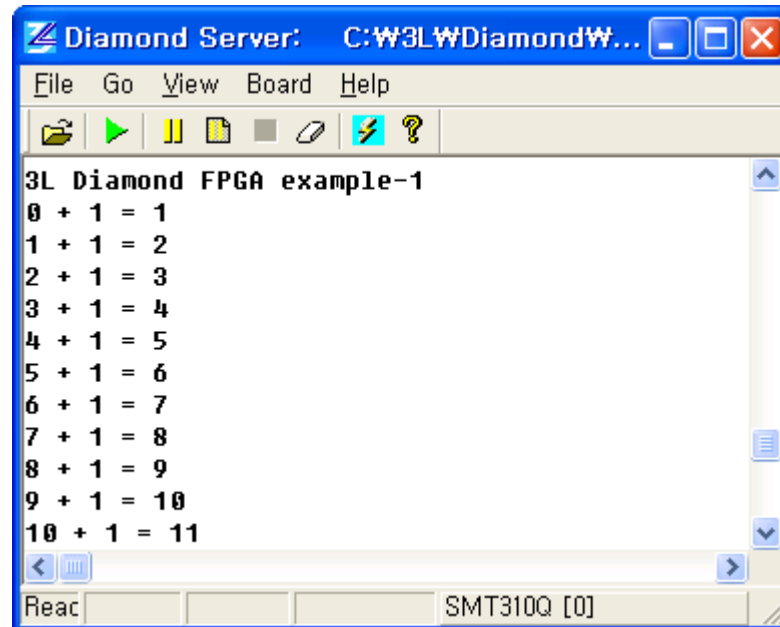 Diamond Server: C:₩3L₩Diamond₩...
File Go View Board Help
3L Diamond FPGA example-1
0 + 1 = 1
1 + 1 = 2
2 + 1 = 3
3 + 1 = 4
4 + 1 = 5
5 + 1 = 6
6 + 1 = 7
7 + 1 = 8
8 + 1 = 9
9 + 1 = 10
10 + 1 = 11
Reac SMT310Q [0]